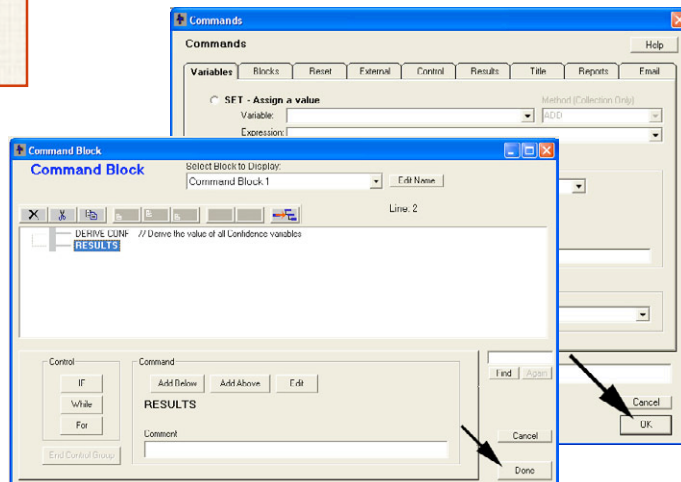 Commands
Commands
Help
Variables Blocks Reset External Control Results Title Reports Email
SET - Assign a value
Method (Collection Only)
Variable:
ADD
Expression:
Command Block
Command Block
Select Block to Display:
Command Block 1
Edit Name
Line: 2
DERIVE CONF // Derive the value of all Confidence variables
RESULTS
Control
Command
IF
Add Below Add Above Edit
Find Again
While
RESULTS
For
Comment
Cancel
OK
End Control Group
Cancel
Done